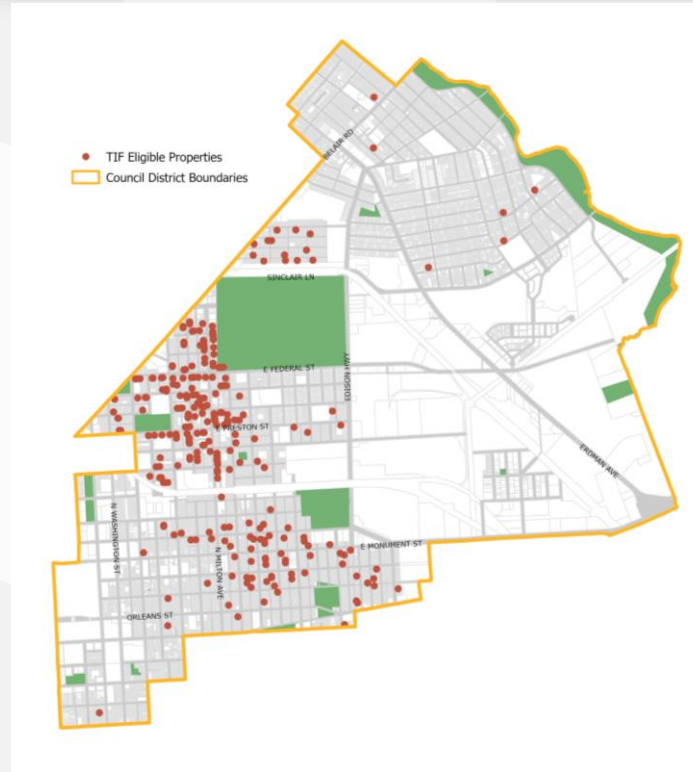 BELAIR RD
TIF Eligible Properties
Council District Boundaries
SINCLAIR LN
E FEDERAL ST
EDISON HWY
E PRESTON ST
ERDMAN AVE
N WASHINGTON ST
N MILTON AVE
E MONUMENT ST
ORLEANS ST